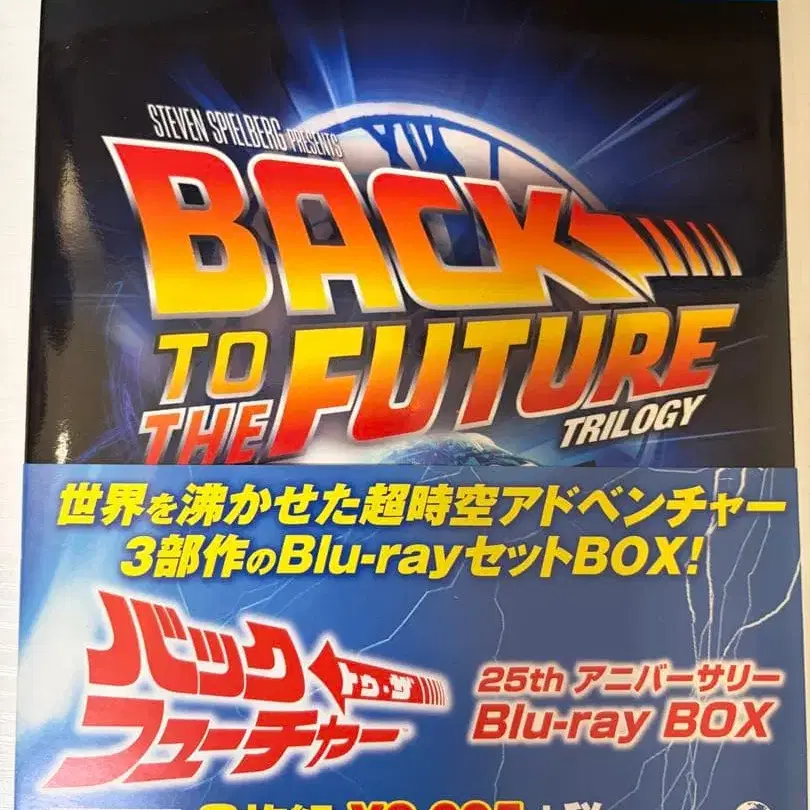 STEVEN SPIELBERG PRESENTS
BACK
TO
THE FUTURE
TRILOGY
世界を沸かせた超時空アドベンチャー
3部作のBlu-rayセットBOX!
バック
トゥ・ザ
フューチャー
25th アニバーサリー
Blu-ray BOX